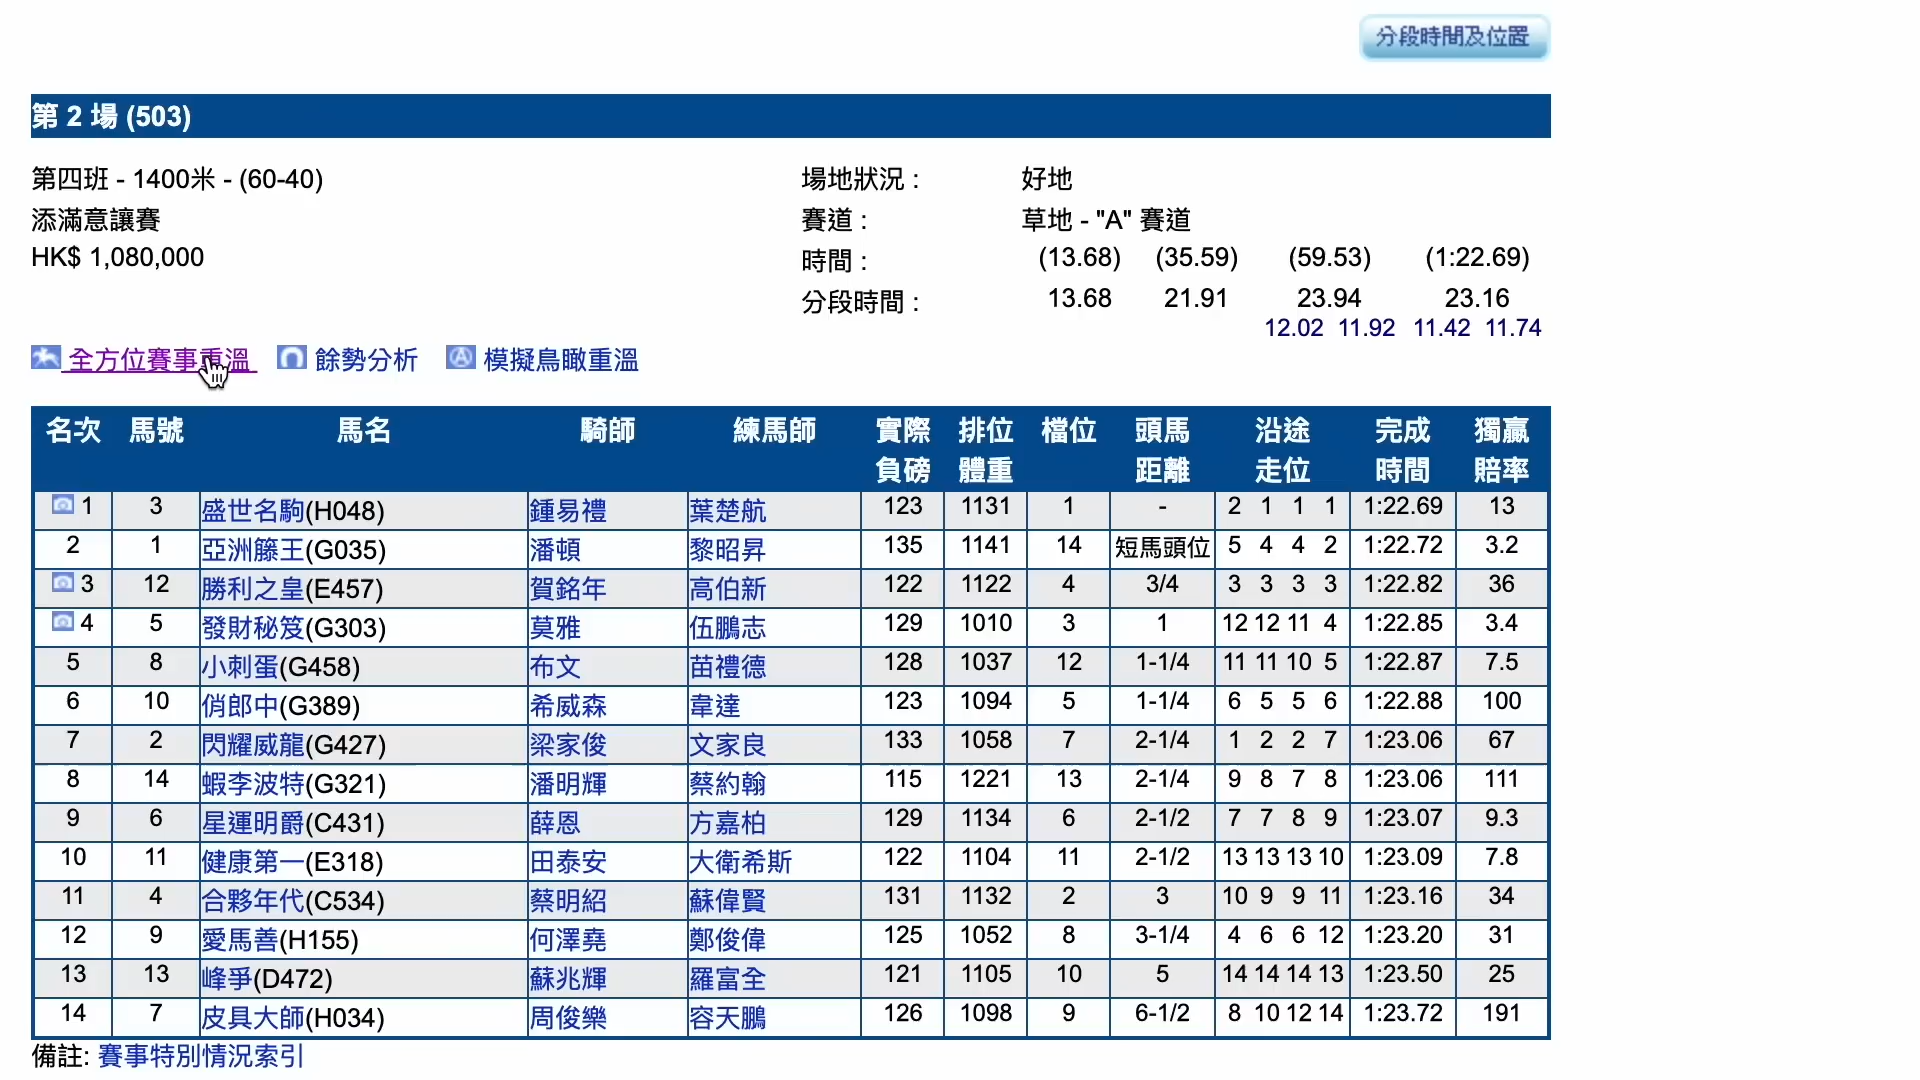 分段時間及位置
第 2 場 (503)
第四班 - 1400米 - (60-40) 場地狀況 : 好地
添滿意讓賽 賽道 : 草地 - "A" 賽道
HK$ 1,080,000 時間 : (13.68) (35.59) (59.53) (1:22.69)
分段時間 : 13.68 21.91 23.94 23.16
12.02 11.92 11.42 11.74
全方位賽事重溫 餘勢分析 模擬鳥瞰重溫
名次 馬號 馬名 騎師 練馬師 實際負磅 排位體重 檔位 頭馬距離 沿途走位 完成時間 獨贏賠率
1 3 盛世名駒(H048) 鍾易禮 葉楚航 123 1131 1 - 2 1 1 1 1:22.69 13
2 1 亞洲籐王(G035) 潘頓 黎昭昇 135 1141 14 短馬頭位 5 4 4 2 1:22.72 3.2
3 12 勝利之皇(E457) 賀銘年 高伯新 122 1122 4 3/4 3 3 3 3 1:22.82 36
4 5 發財秘笈(G303) 莫雅 伍鵬志 129 1010 3 1 12 12 11 4 1:22.85 3.4
5 8 小刺蛋(G458) 布文 苗禮德 128 1037 12 1-1/4 11 11 10 5 1:22.87 7.5
6 10 俏郎中(G389) 希威森 韋達 123 1094 5 1-1/4 6 5 5 6 1:22.88 100
7 2 閃耀威龍(G427) 梁家俊 文家良 133 1058 7 2-1/4 1 2 2 7 1:23.06 67
8 14 蝦李波特(G321) 潘明輝 蔡約翰 115 1221 13 2-1/4 9 8 7 8 1:23.06 111
9 6 星運明爵(C431) 薛恩 方嘉柏 129 1134 6 2-1/2 7 7 8 9 1:23.07 9.3
10 11 健康第一(E318) 田泰安 大衛希斯 122 1104 11 2-1/2 13 13 13 10 1:23.09 7.8
11 4 合夥年代(C534) 蔡明紹 蘇偉賢 131 1132 2 3 10 9 9 11 1:23.16 34
12 9 愛馬善(H155) 何澤堯 鄭俊偉 125 1052 8 3-1/4 4 6 6 12 1:23.20 31
13 13 峰爭(D472) 蘇兆輝 羅富全 121 1105 10 5 14 14 14 13 1:23.50 25
14 7 皮具大師(H034) 周俊樂 容天鵬 126 1098 9 6-1/2 8 10 12 14 1:23.72 191
備註: 賽事特別情況索引